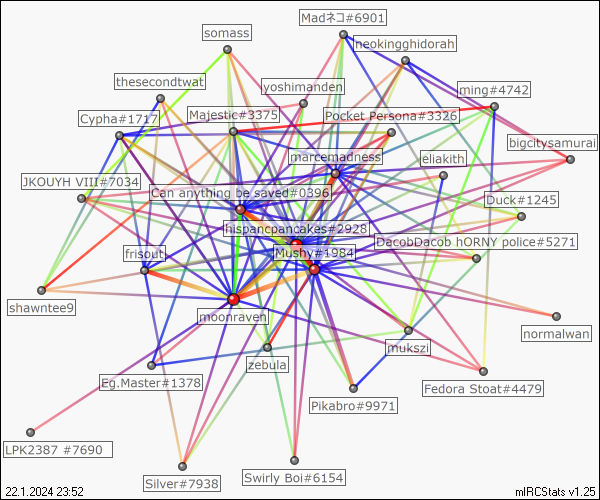 Madネコ#6901
somass
neokingghidorah
thesecondtwat
yoshimanden
ming#4742
Cypha#1717
Majestic#3375
Pocket Persona#3326
bigcitysamurai
marcemadness
eliakith
JKOUYH VIII#7034
Can anything be saved#0396
Duck#1245
hispancpancakes#2928
DacobDacob hORNY police#5271
frisout
Mushy#1984
shawntee9
moonraven
normalwan
mukszi
zebula
Eg.Master#1378
Fedora Stoat#4479
Pikabro#9971
LPK2387 #7690
Swirly Boi#6154
Silver#7938
22.1.2024 23:52
mIRCStats v1.25